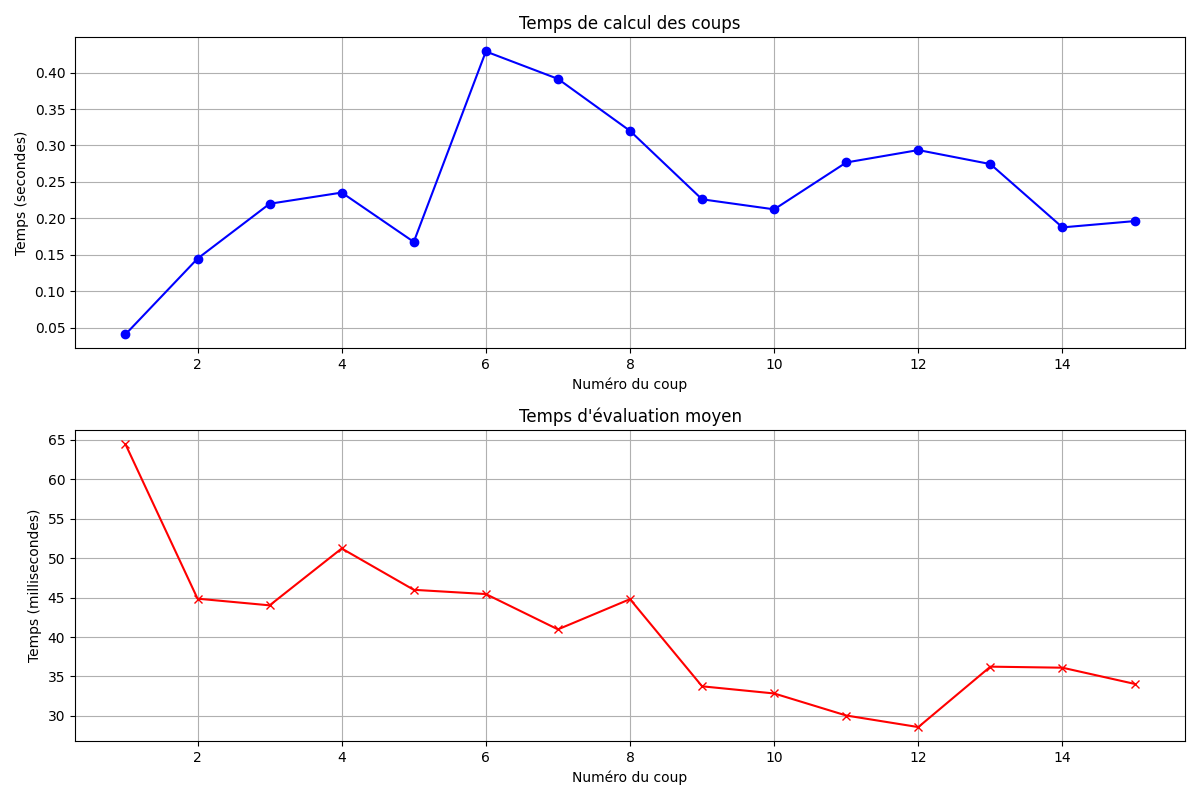 Temps de calcul des coups
Temps (secondes)
0.40
0.35
0.30
0.25
0.20
0.15
0.10
0.05
2 4 6 8 10 12 14
Numéro du coup
Temps d'évaluation moyen
Temps (millisecondes)
65
60
55
50
45
40
35
30
2 4 6 8 10 12 14
Numéro du coup